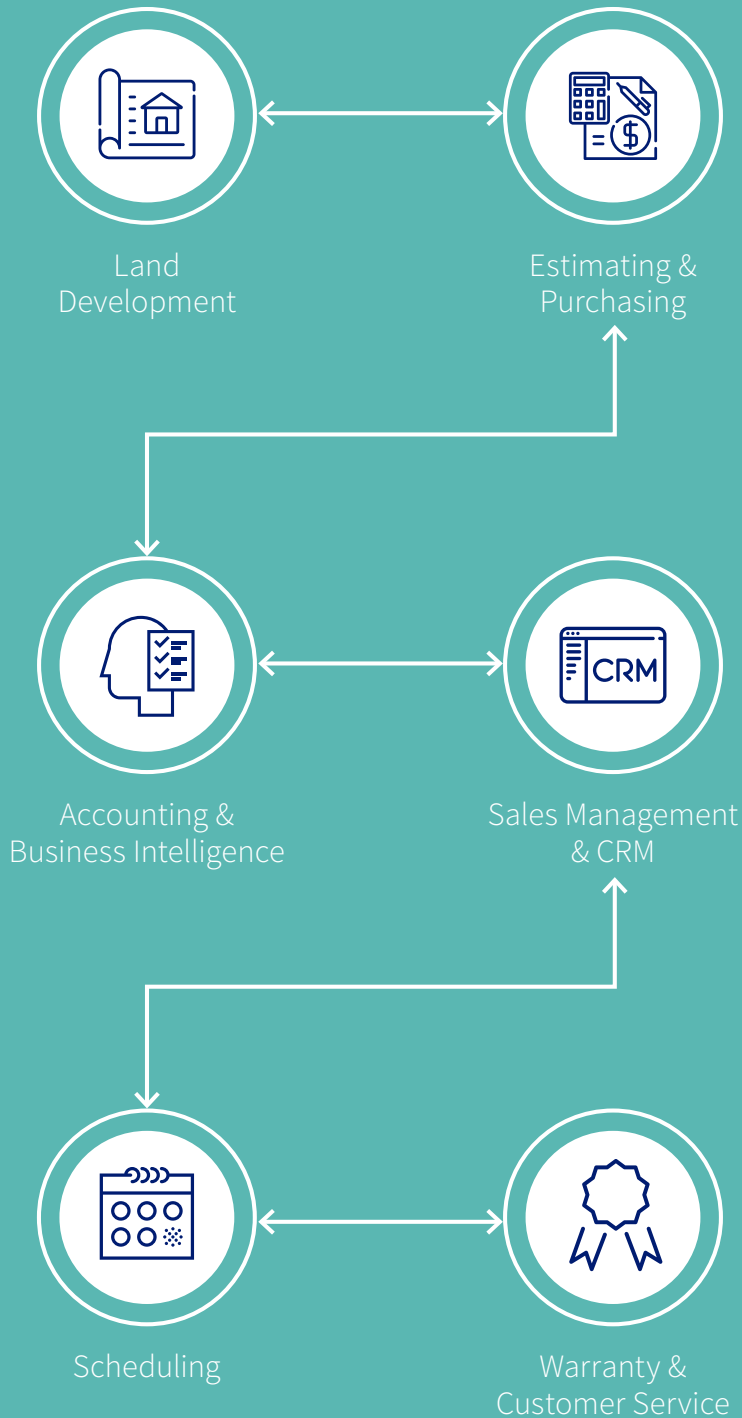 Land
Development
$
Estimating &
Purchasing
Accounting &
Business Intelligence
CRM
Sales Management
& CRM
Scheduling
Warranty &
Customer Service